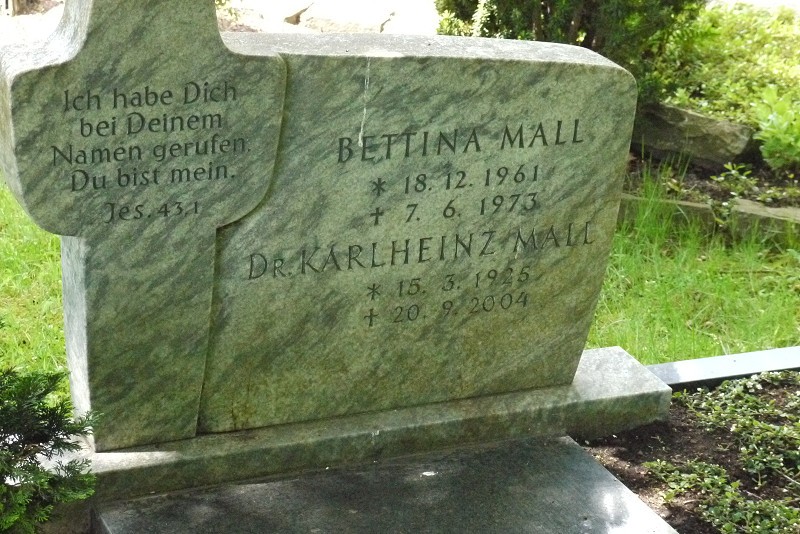 Ich habe Dich
bei Deinem
Namen gerufen.
Du bist mein.
Jes. 43.1
BETTINA MALL
* 18. 12. 1961
† 7. 6. 1973
DR. KARLHEINZ MALL
* 15. 3. 1925
† 20. 9. 2004